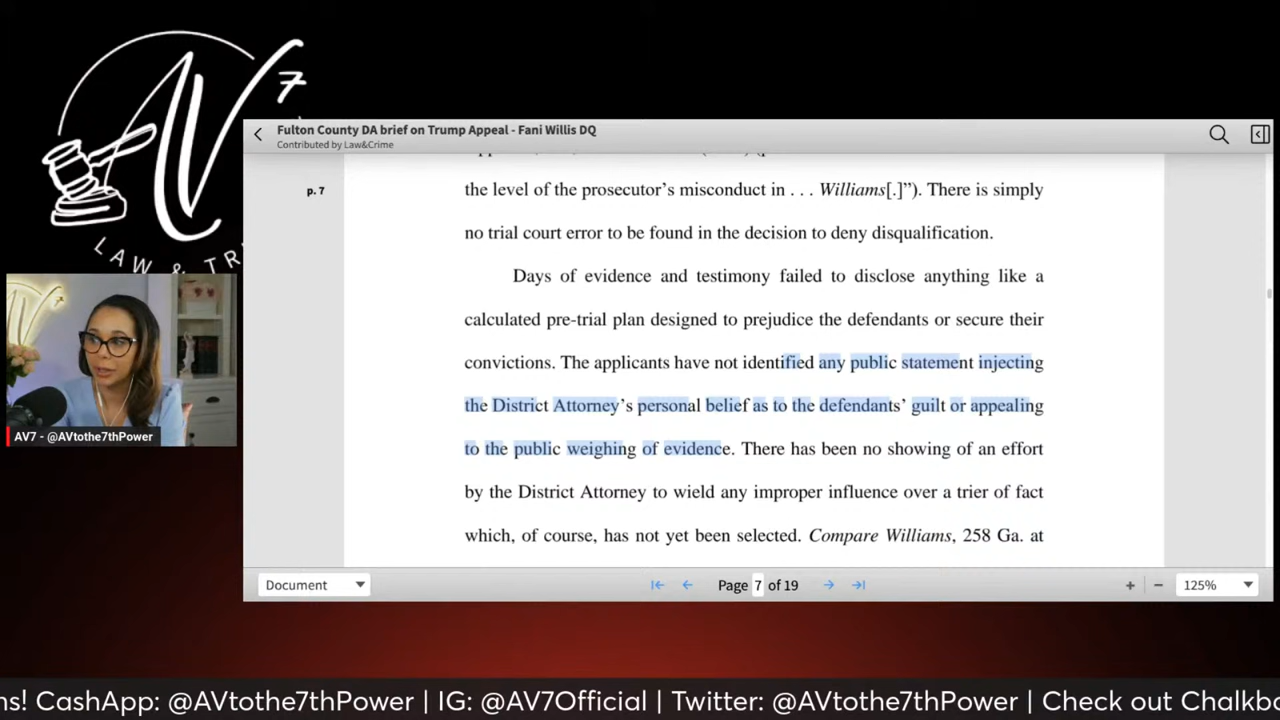 AV 7
LAW & T
Fulton County DA brief on Trump Appeal - Fani Willis DQ
Contributed by Law&Crime
p. 7
the level of the prosecutor's misconduct in . . . Williams[.]"). There is simply
no trial court error to be found in the decision to deny disqualification.
Days of evidence and testimony failed to disclose anything like a
calculated pre-trial plan designed to prejudice the defendants or secure their
convictions. The applicants have not identified any public statement injecting
the District Attorney's personal belief as to the defendants' guilt or appealing
to the public weighing of evidence. There has been no showing of an effort
by the District Attorney to wield any improper influence over a trier of fact
which, of course, has not yet been selected. Compare Williams, 258 Ga. at
AV7 - @AVtothe7thPower
Document
Page 7 of 19
125%
ns! CashApp: @AVtothe7thPower | IG: @AV7Official | Twitter: @AVtothe7thPower | Check out Chalkbo